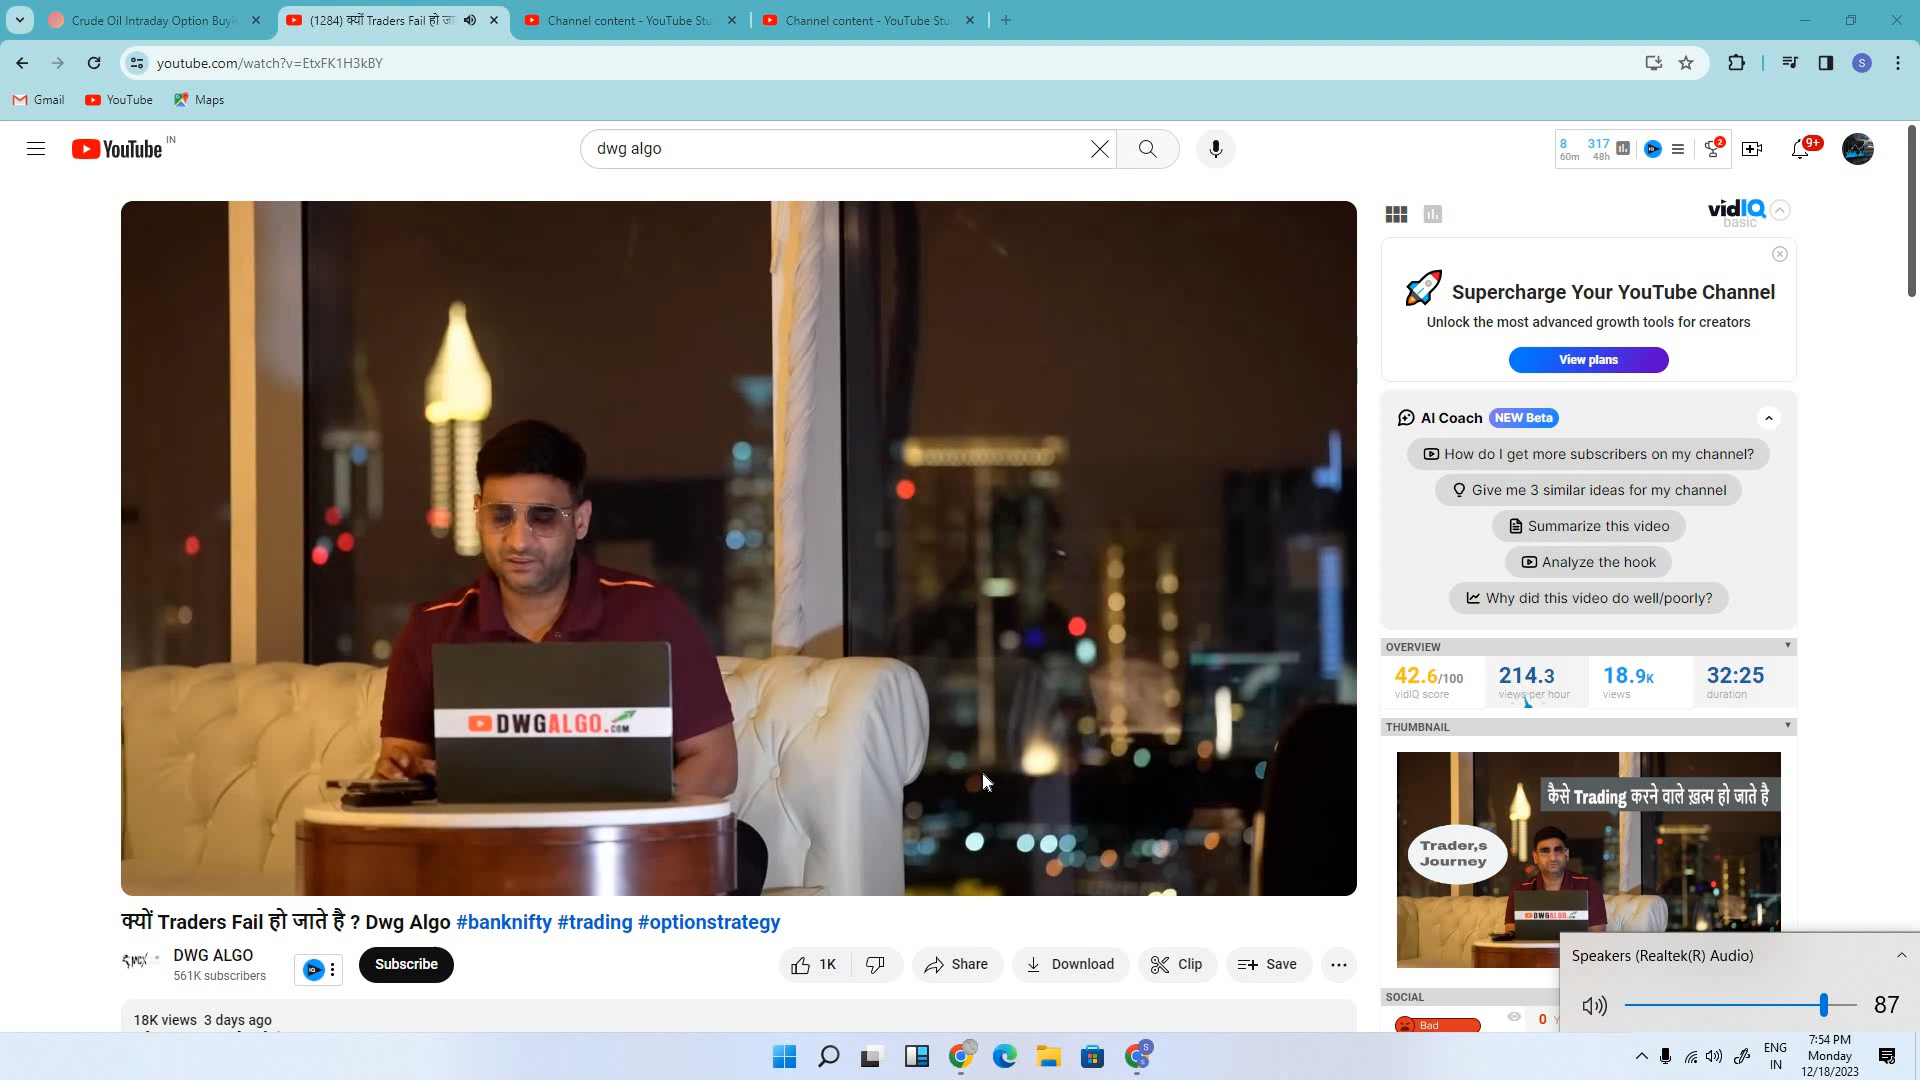 Crude Oil Intraday Option Buyi
(1284) क्यों Traders Fail हो जा
Channel content - YouTube Stu
Channel content - YouTube Stu
youtube.com/watch?v=EtxFK1H3kBY
S
Gmail
YouTube
Maps
YouTube IN
dwg algo
8 317
60m 48h
2
9+
vidIQ
basic
Supercharge Your YouTube Channel
Unlock the most advanced growth tools for creators
View plans
AI Coach NEW Beta
How do I get more subscribers on my channel?
Give me 3 similar ideas for my channel
Summarize this video
Analyze the hook
Why did this video do well/poorly?
OVERVIEW
42.6/100 214.3 18.9K 32:25
vidIQ score views per hour views duration
THUMBNAIL
कैसे Trading करने वाले ख़त्म हो जाते है
Trader,s
Journey
DWGALGO.COM
DWGALGO.COM
क्यों Traders Fail हो जाते है ? Dwg Algo #banknifty #trading #optionstrategy
MCX
DWG ALGO
561K subscribers
Subscribe
1K
Share
Download
Clip
Save
18K views 3 days ago
SOCIAL
Bad
0
Speakers (Realtek(R) Audio)
87
ENG
IN
7:54 PM
Monday
12/18/2023